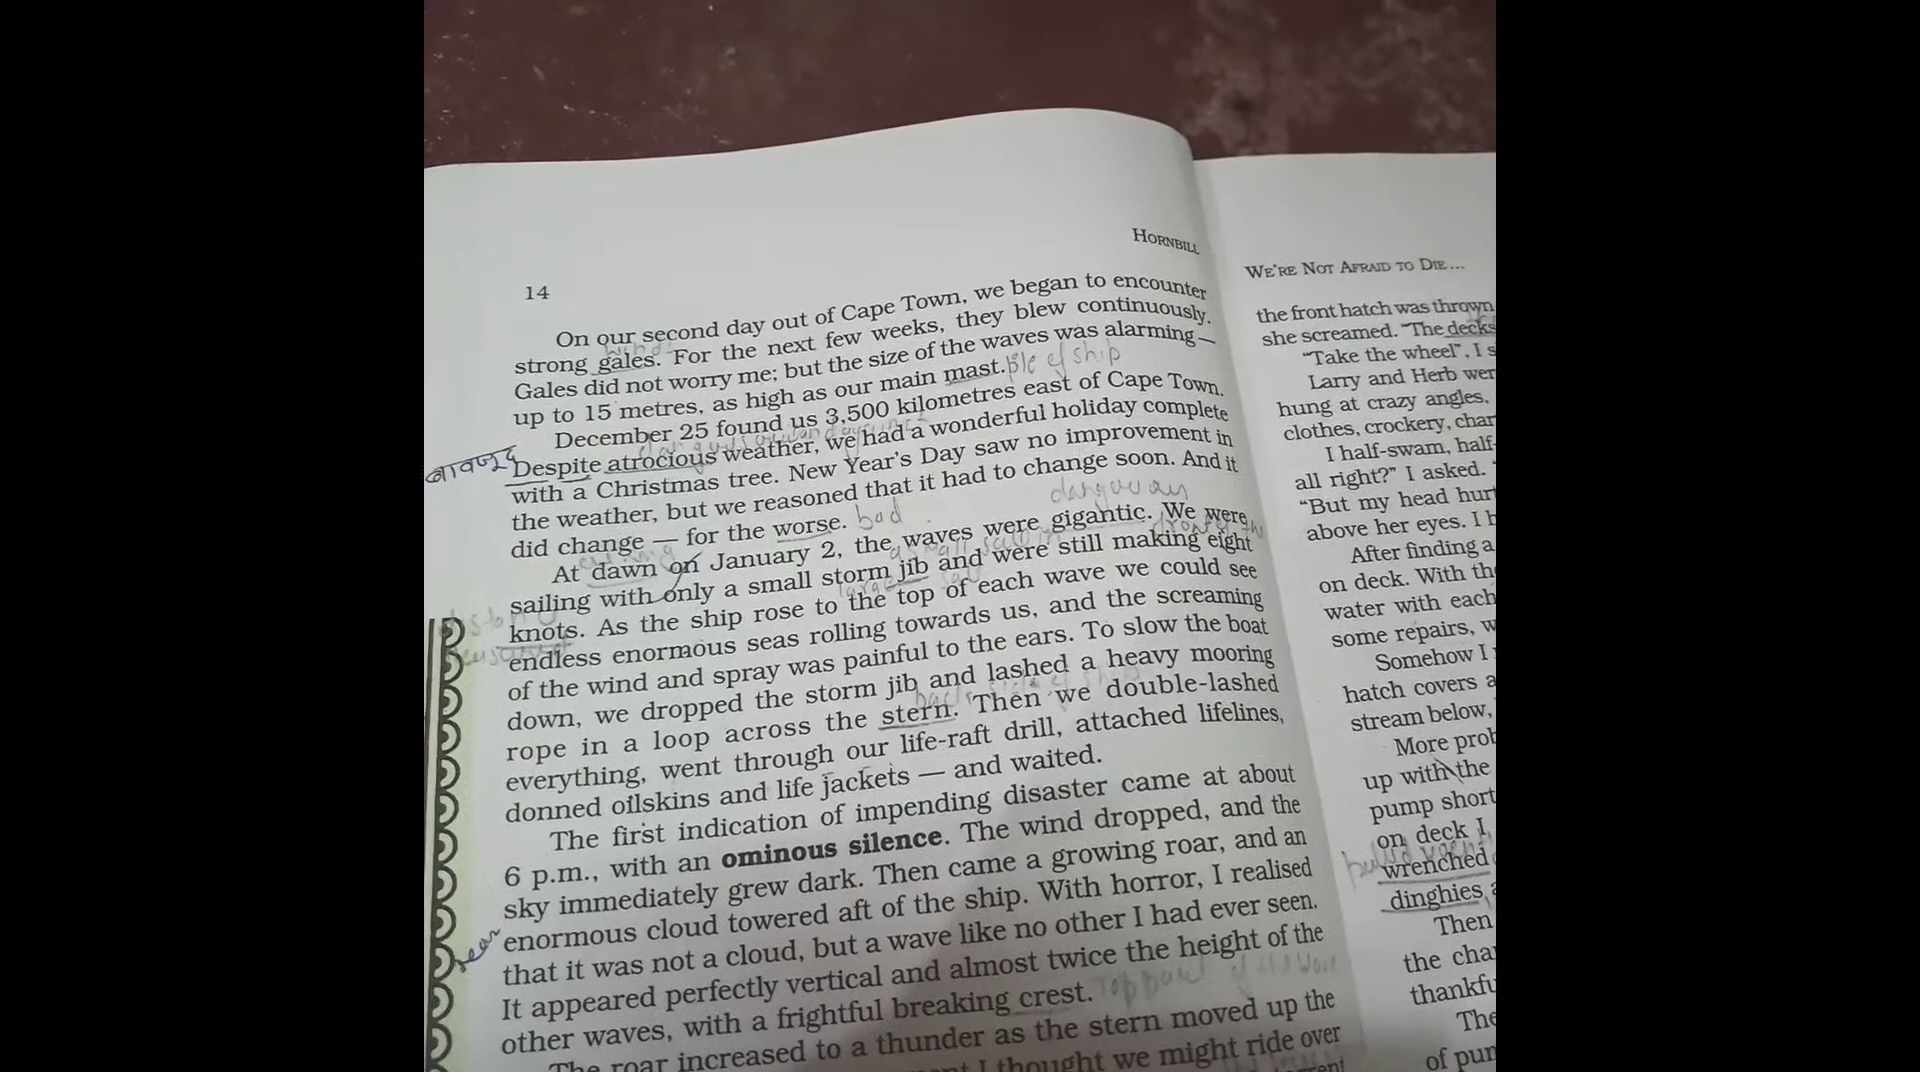 HORNBILL
14
On our second day out of Cape Town, we began to encounter
strong gales. For the next few weeks, they blew continuously.
Gales did not worry me; but the size of the waves was alarming —
up to 15 metres, as high as our main mast.
of ship
December 25 found us 3,500 kilometres east of Cape Town.
बावजूद
Despite atrocious weather, we had a wonderful holiday complete
with a Christmas tree. New Year's Day saw no improvement in
the weather, but we reasoned that it had to change soon. And it
did change — for the worse.
bad
At dawn on January 2, the waves were gigantic. We were
sailing with only a small storm jib and were still making eight
knots. As the ship rose to the top of each wave we could see
endless enormous seas rolling towards us, and the screaming
of the wind and spray was painful to the ears. To slow the boat
down, we dropped the storm jib and lashed a heavy mooring
rope in a loop across the stern. Then we double-lashed
everything, went through our life-raft drill, attached lifelines,
donned oilskins and life jackets — and waited.
The first indication of impending disaster came at about
6 p.m., with an ominous silence. The wind dropped, and the
sky immediately grew dark. Then came a growing roar, and an
enormous cloud towered aft of the ship. With horror, I realised
rear
that it was not a cloud, but a wave like no other I had ever seen.
It appeared perfectly vertical and almost twice the height of the
other waves, with a frightful breaking crest.
The roar increased to a thunder as the stern moved up the
I thought we might ride over
WE'RE NOT AFRAID TO DIE...
the front hatch was thrown
she screamed. "The decks
"Take the wheel", I s
Larry and Herb wer
hung at crazy angles,
clothes, crockery, char
I half-swam, half-
all right?" I asked. "
"But my head hurt
above her eyes. I h
After finding a
on deck. With th
water with each
some repairs, w
Somehow I
hatch covers a
stream below,
More prob
up with the
pump short
on deck I
wrenched
dinghies a
Then
the cha
thankfu
The
of pum